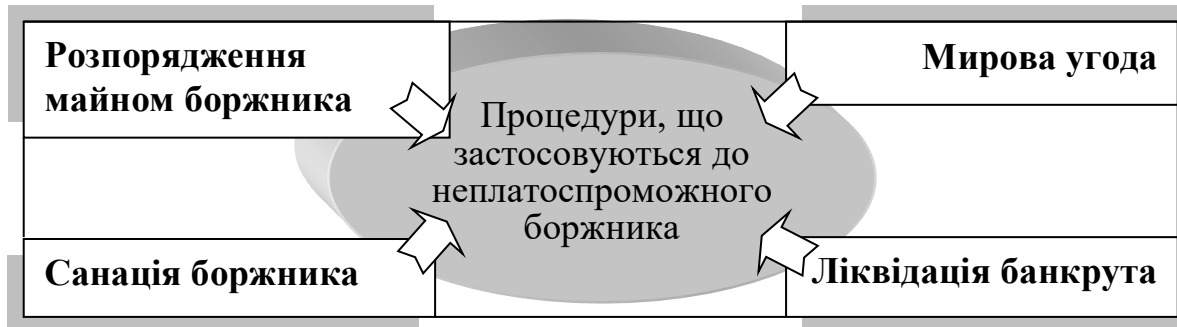 Розпорядження
майном боржника
Мирова угода
Процедури, що
застосовуються до
неплатоспроможного
боржника
Санація боржника
Ліквідація банкрута